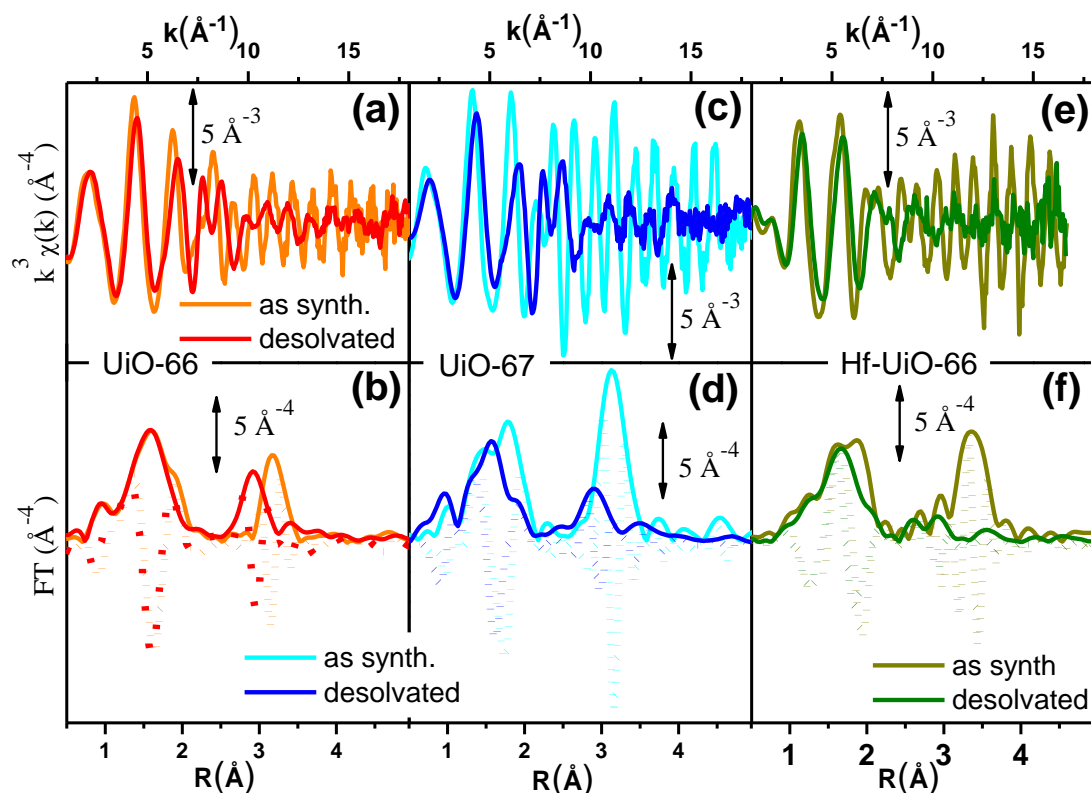 k(Å⁻¹) k(Å⁻¹) k(Å⁻¹)
5 10 15 5 10 15 5 10 15
(a) (c) (e)
5 Å⁻³ 5 Å⁻³
k³χ(k) (Å⁻⁴)
as synth.
desolvated
5 Å⁻³
UiO-66 UiO-67 Hf-UiO-66
(b) (d) (f)
5 Å⁻⁴ 5 Å⁻⁴ 5 Å⁻⁴
FT (Å⁻⁴)
as synth. as synth. as synth
desolvated desolvated
1 2 3 4 1 2 3 4 1 2 3 4
R(Å) R(Å) R(Å)